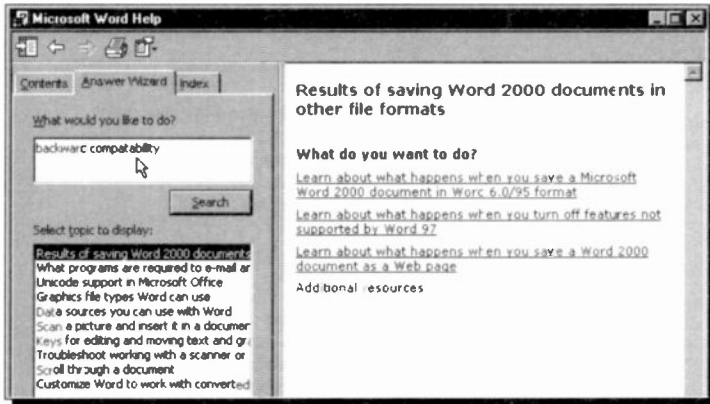 Microsoft Word Help
Contents Answer Wizard Index
What would you like to do?
backward compatability
Search
Select topic to display:
Results of saving Word 2000 documents
What programs are required to e-mail ar
Unicode support in Microsoft Office
Graphics file types Word can use
Data sources you can use with Word
Scan a picture and insert it in a documer
Keys for editing and moving text and gra
Troubleshoot working with a scanner or
Scroll through a document
Customize Word to work with converted
Results of saving Word 2000 documents in
other file formats
What do you want to do?
Learn about what happens when you save a Microsoft
Word 2000 document in Word 6.0/95 format
Learn about what happens when you turn off features not
supported by Word 97
Learn about what happens when you save a Word 2000
document as a Web page
Additional resources